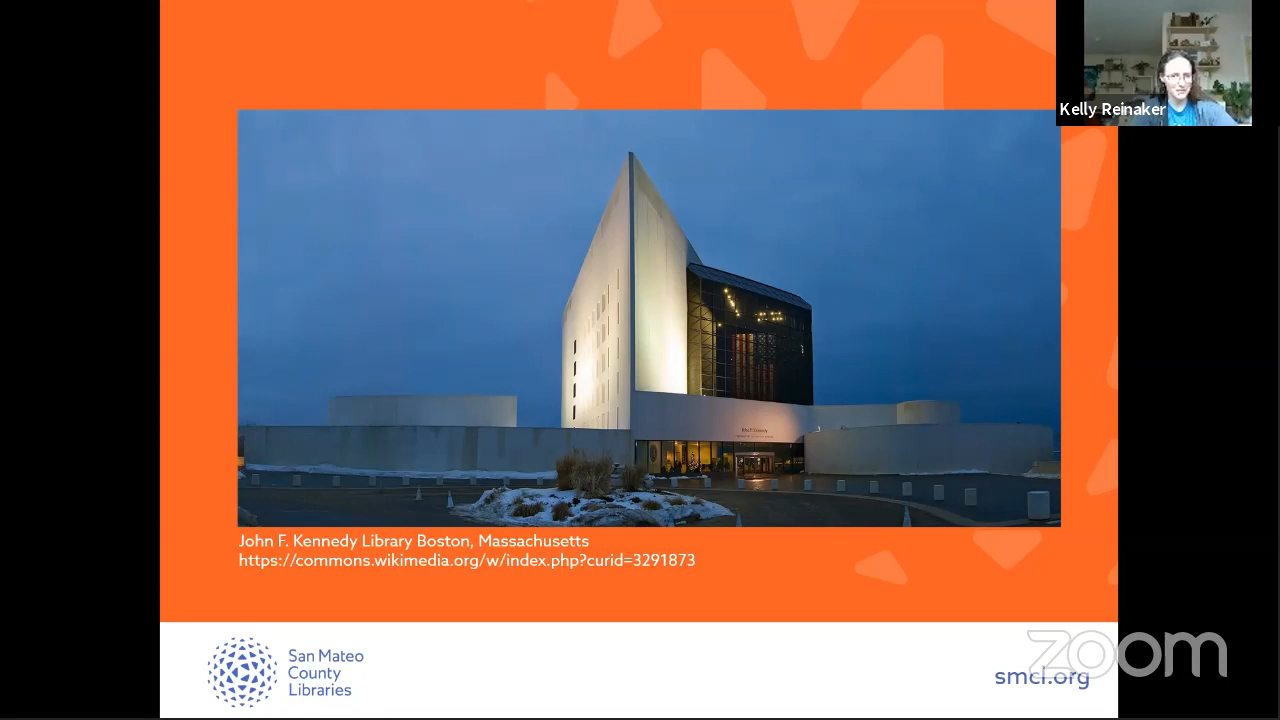 Kelly Reinaker
John F. Kennedy Library Boston, Massachusetts
https://commons.wikimedia.org/w/index.php?curid=3291873
San Mateo
County
Libraries
smcl.org
zoom